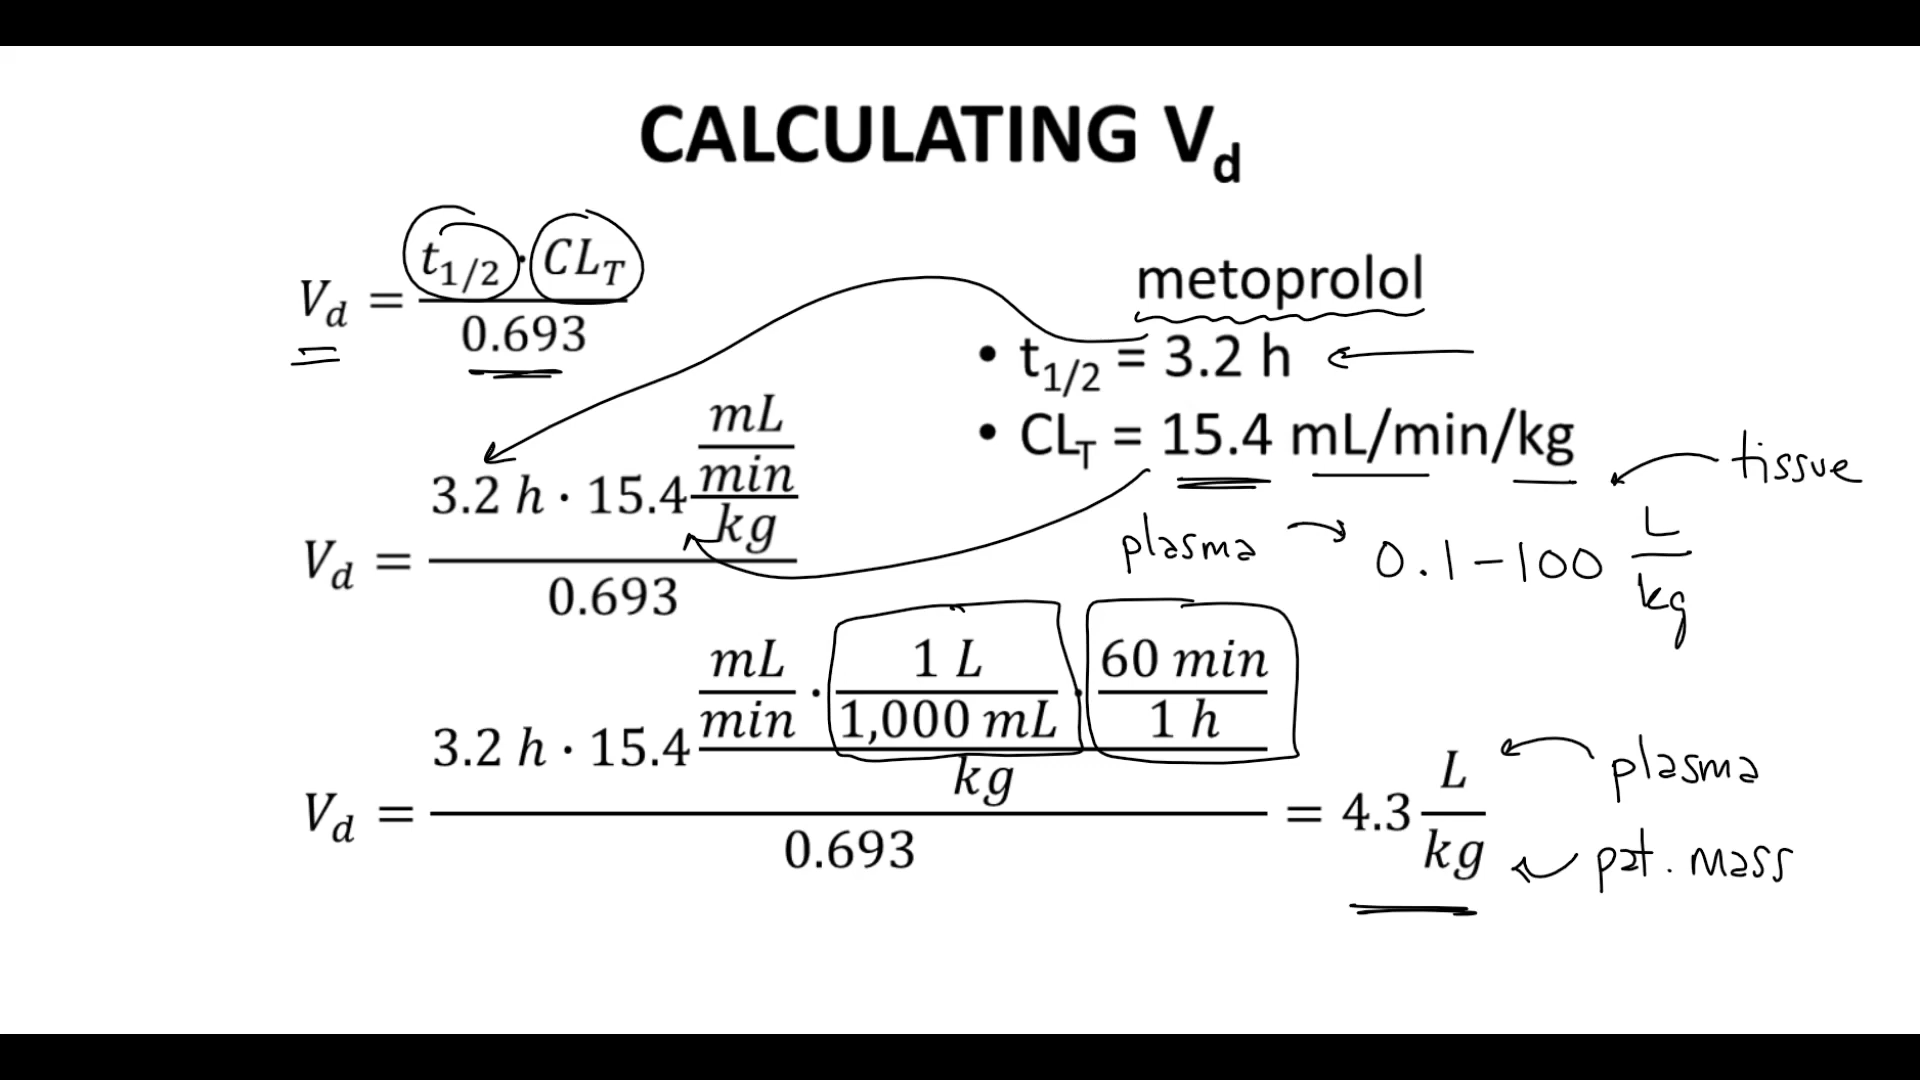 CALCULATING Vd
Vd = t1/2 · CLT / 0.693
metoprolol
• t1/2 = 3.2 h
• CLT = 15.4 mL/min/kg
tissue
plasma 0.1-100 L/kg
Vd = 3.2 h · 15.4 mL/min/kg / 0.693
Vd = 3.2 h · 15.4 mL/min · 1 L/1,000 mL · 60 min/1 h / kg / 0.693 = 4.3 L/kg
plasma
pat. mass